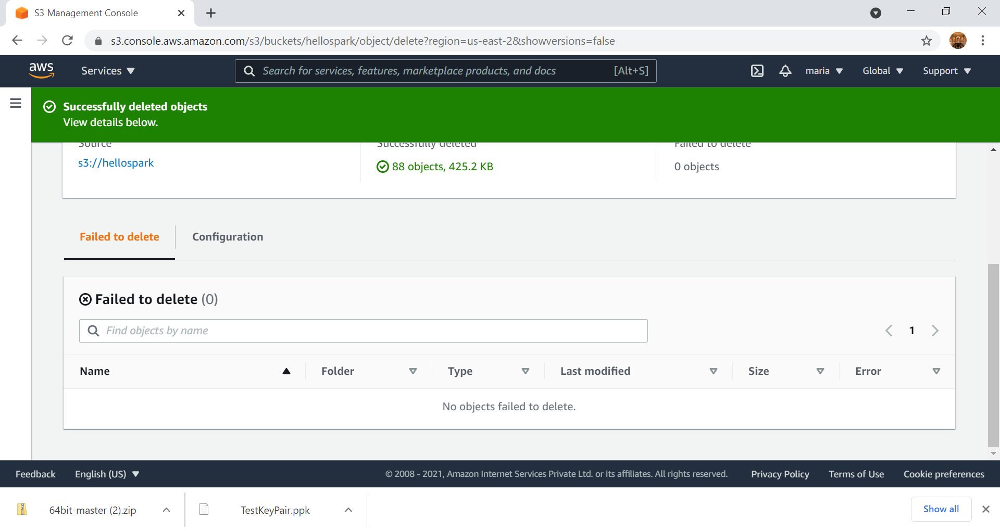 S3 Management Console
s3.console.aws.amazon.com/s3/buckets/hellospark/object/delete?region=us-east-2&showversions=false
aws
Services
Search for services, features, marketplace products, and docs [Alt+S]
maria
Global
Support
Successfully deleted objects
View details below.
Source
Successfully deleted
Failed to delete
s3://hellospark
88 objects, 425.2 KB
0 objects
Failed to delete
Configuration
Failed to delete (0)
Find objects by name
1
Name Folder Type Last modified Size Error
No objects failed to delete.
Feedback English (US) © 2008 - 2021, Amazon Internet Services Private Ltd. or its affiliates. All rights reserved. Privacy Policy Terms of Use Cookie preferences
64bit-master (2).zip
TestKeyPair.ppk
Show all